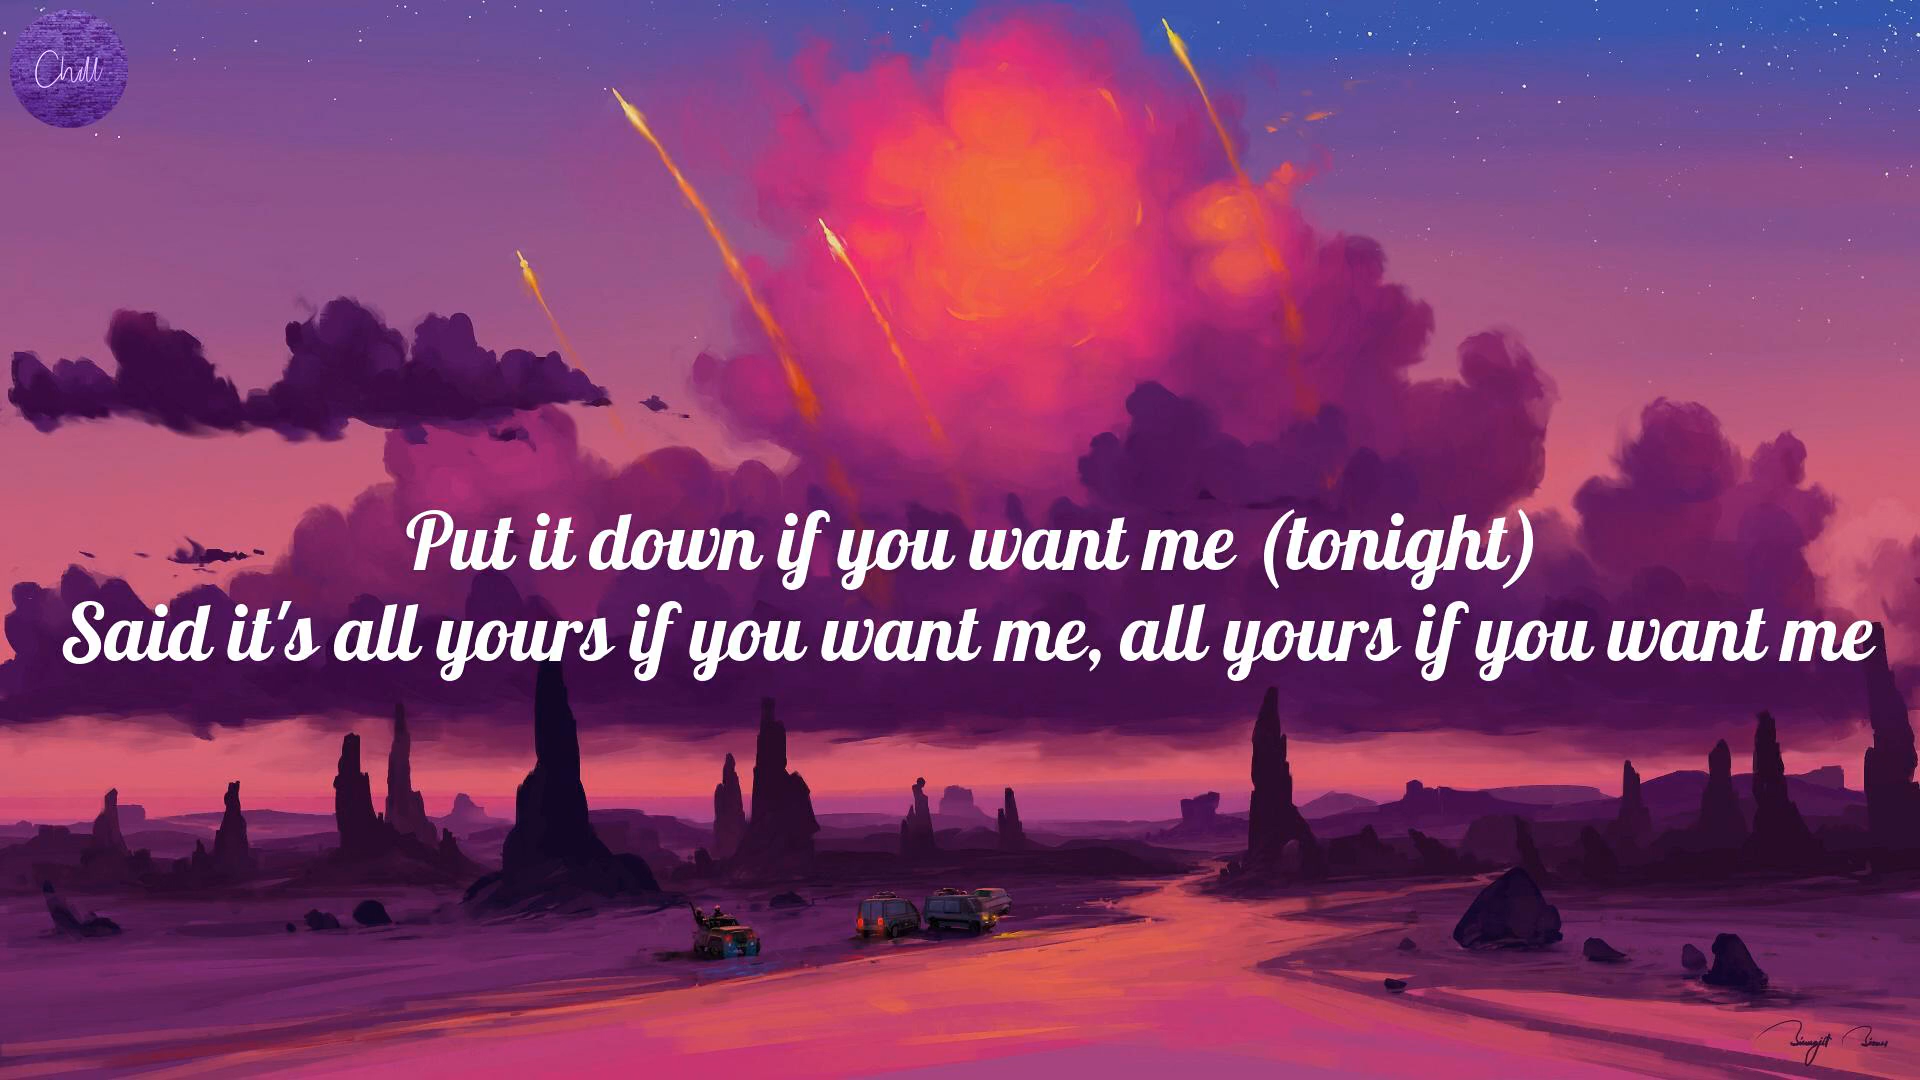 Chill
Put it down if you want me (tonight)
Said it's all yours if you want me, all yours if you want me